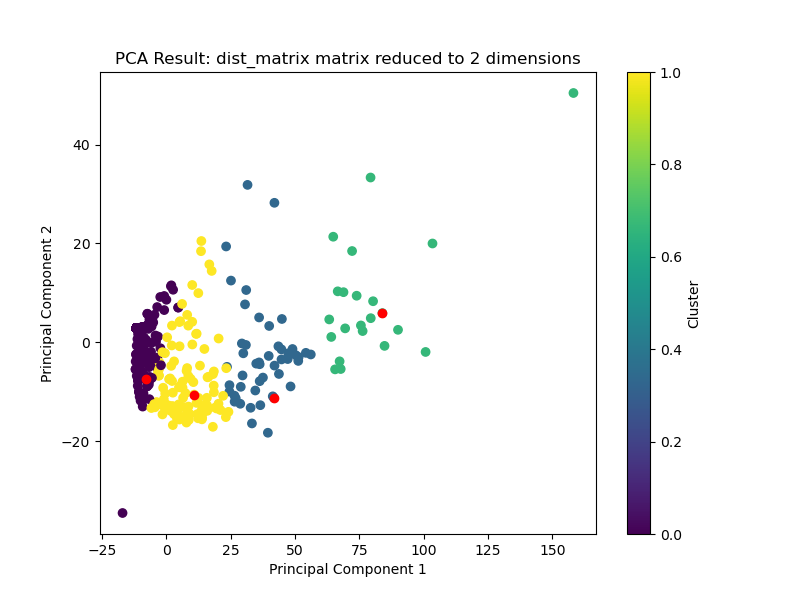 PCA Result: dist_matrix matrix reduced to 2 dimensions
Principal Component 2
40
20
0
−20
−25 0 25 50 75 100 125 150
Principal Component 1
1.0
0.8
0.6
0.4
0.2
0.0
Cluster